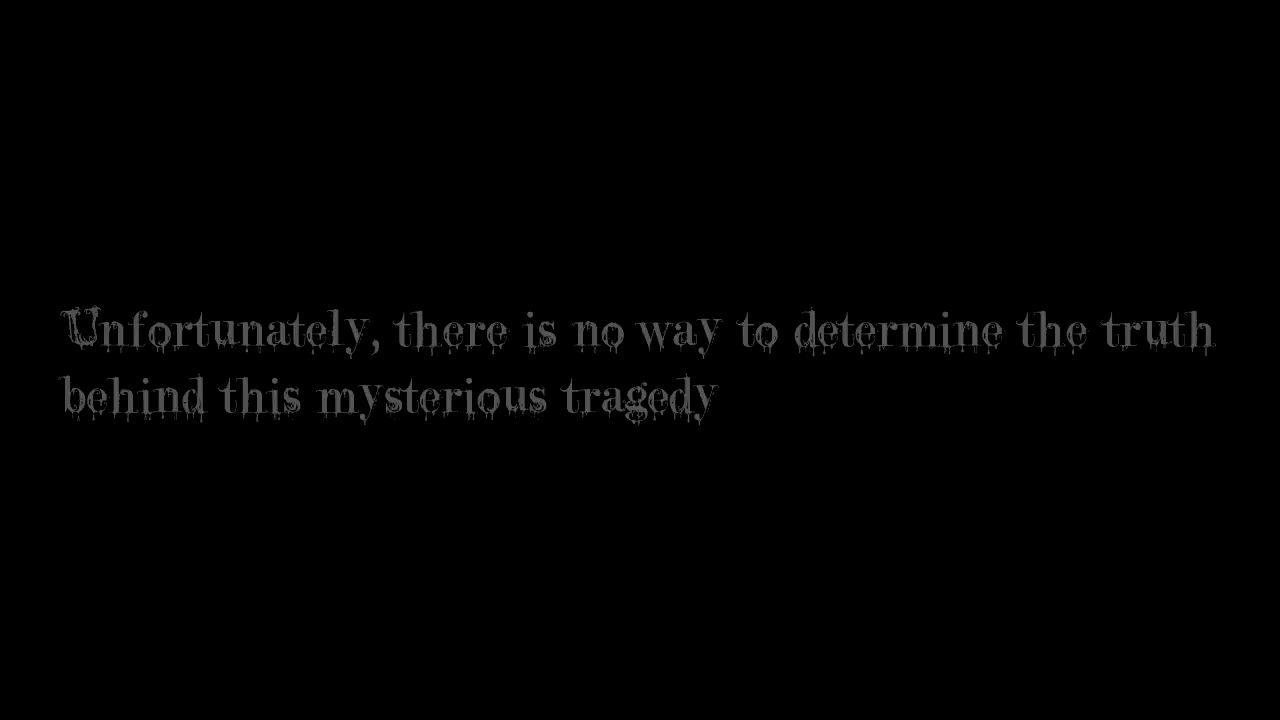 Unfortunately, there is no way to determine the truth
behind this mysterious tragedy